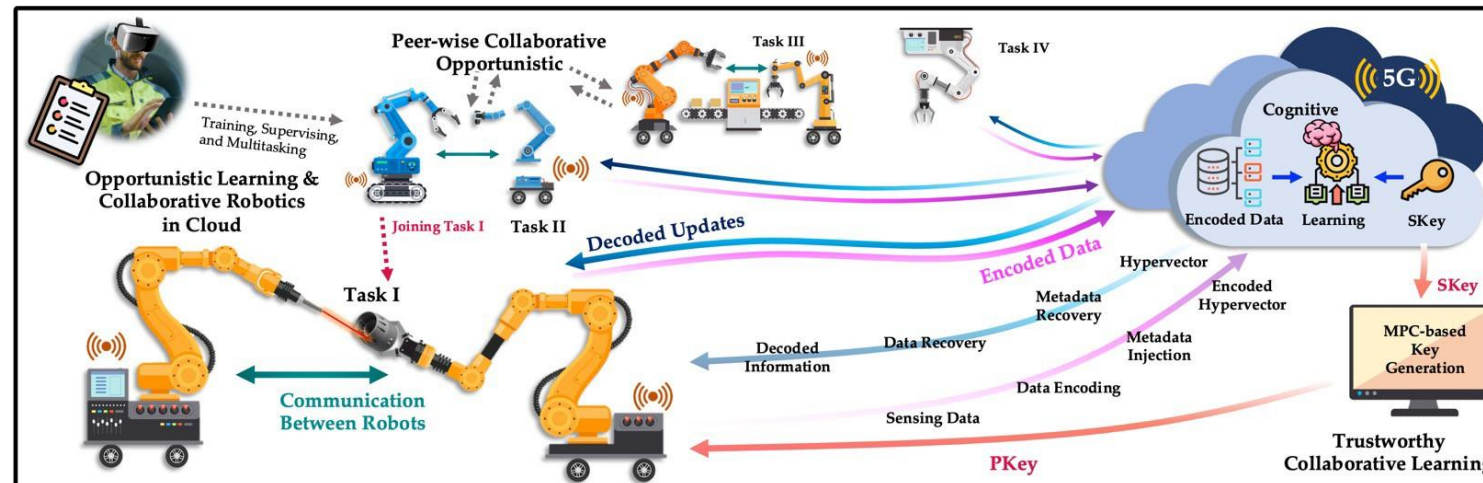 Training, Supervising,
and Multitasking
Opportunistic Learning &
Collaborative Robotics
in Cloud
Peer-wise Collaborative
Opportunistic
Task III
Task IV
5G
Cognitive
Encoded Data
Learning
SKey
Joining Task I
Task II
Task I
Decoded Updates
Encoded Data
Hypervector
Metadata
Recovery
Data Recovery
Decoded
Information
Encoded
Hypervector
Metadata
Injection
Data Encoding
Sensing Data
Communication
Between Robots
PKey
SKey
MPC-based
Key
Generation
Trustworthy
Collaborative Learning